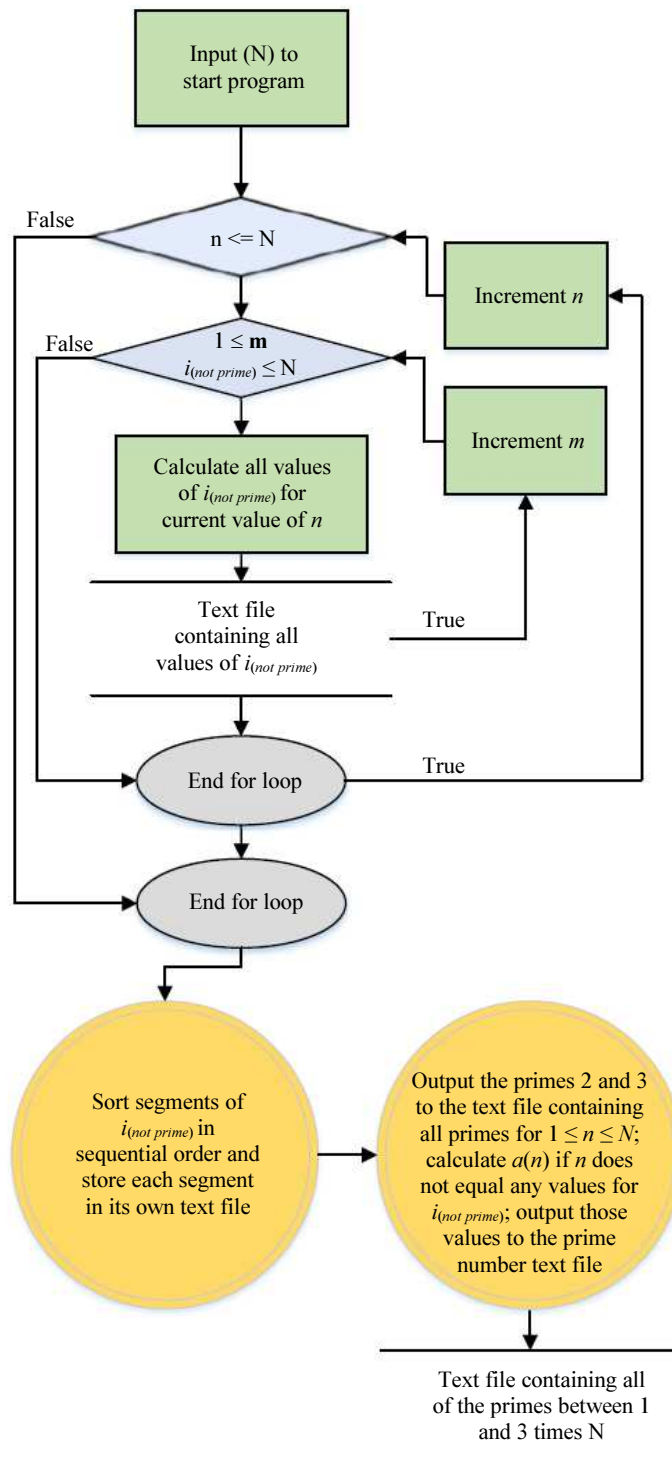 Input (N) to
start program
False
n <= N
Increment n
False
1 ≤ m
i(not prime) ≤ N
Increment m
Calculate all values
of i(not prime) for
current value of n
Text file
containing all
values of i(not prime)
True
End for loop
True
End for loop
Sort segments of
i(not prime) in
sequential order and
store each segment
in its own text file
Output the primes 2 and 3
to the text file containing
all primes for 1 ≤ n ≤ N;
calculate a(n) if n does
not equal any values for
i(not prime); output those
values to the prime
number text file
Text file containing all
of the primes between 1
and 3 times N